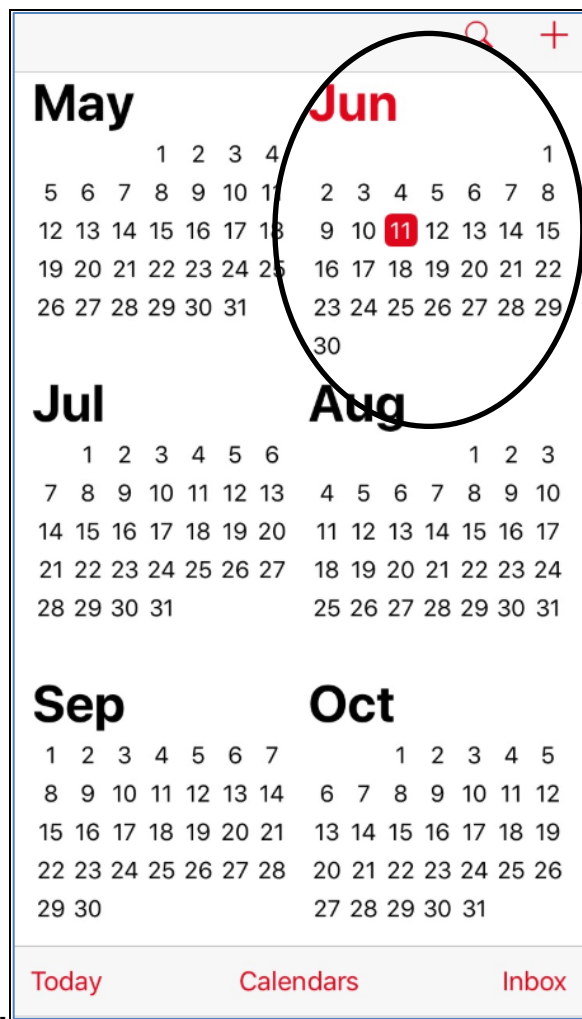 May Jun
1 2 3 4 1
5 6 7 8 9 10 11 2 3 4 5 6 7 8
12 13 14 15 16 17 18 9 10 11 12 13 14 15
19 20 21 22 23 24 25 16 17 18 19 20 21 22
26 27 28 29 30 31 23 24 25 26 27 28 29
30
Jul Aug
1 2 3 4 5 6 1 2 3
7 8 9 10 11 12 13 4 5 6 7 8 9 10
14 15 16 17 18 19 20 11 12 13 14 15 16 17
21 22 23 24 25 26 27 18 19 20 21 22 23 24
28 29 30 31 25 26 27 28 29 30 31
Sep Oct
1 2 3 4 5 6 7 1 2 3 4 5
8 9 10 11 12 13 14 6 7 8 9 10 11 12
15 16 17 18 19 20 21 13 14 15 16 17 18 19
22 23 24 25 26 27 28 20 21 22 23 24 25 26
29 30 27 28 29 30 31
Today Calendars Inbox